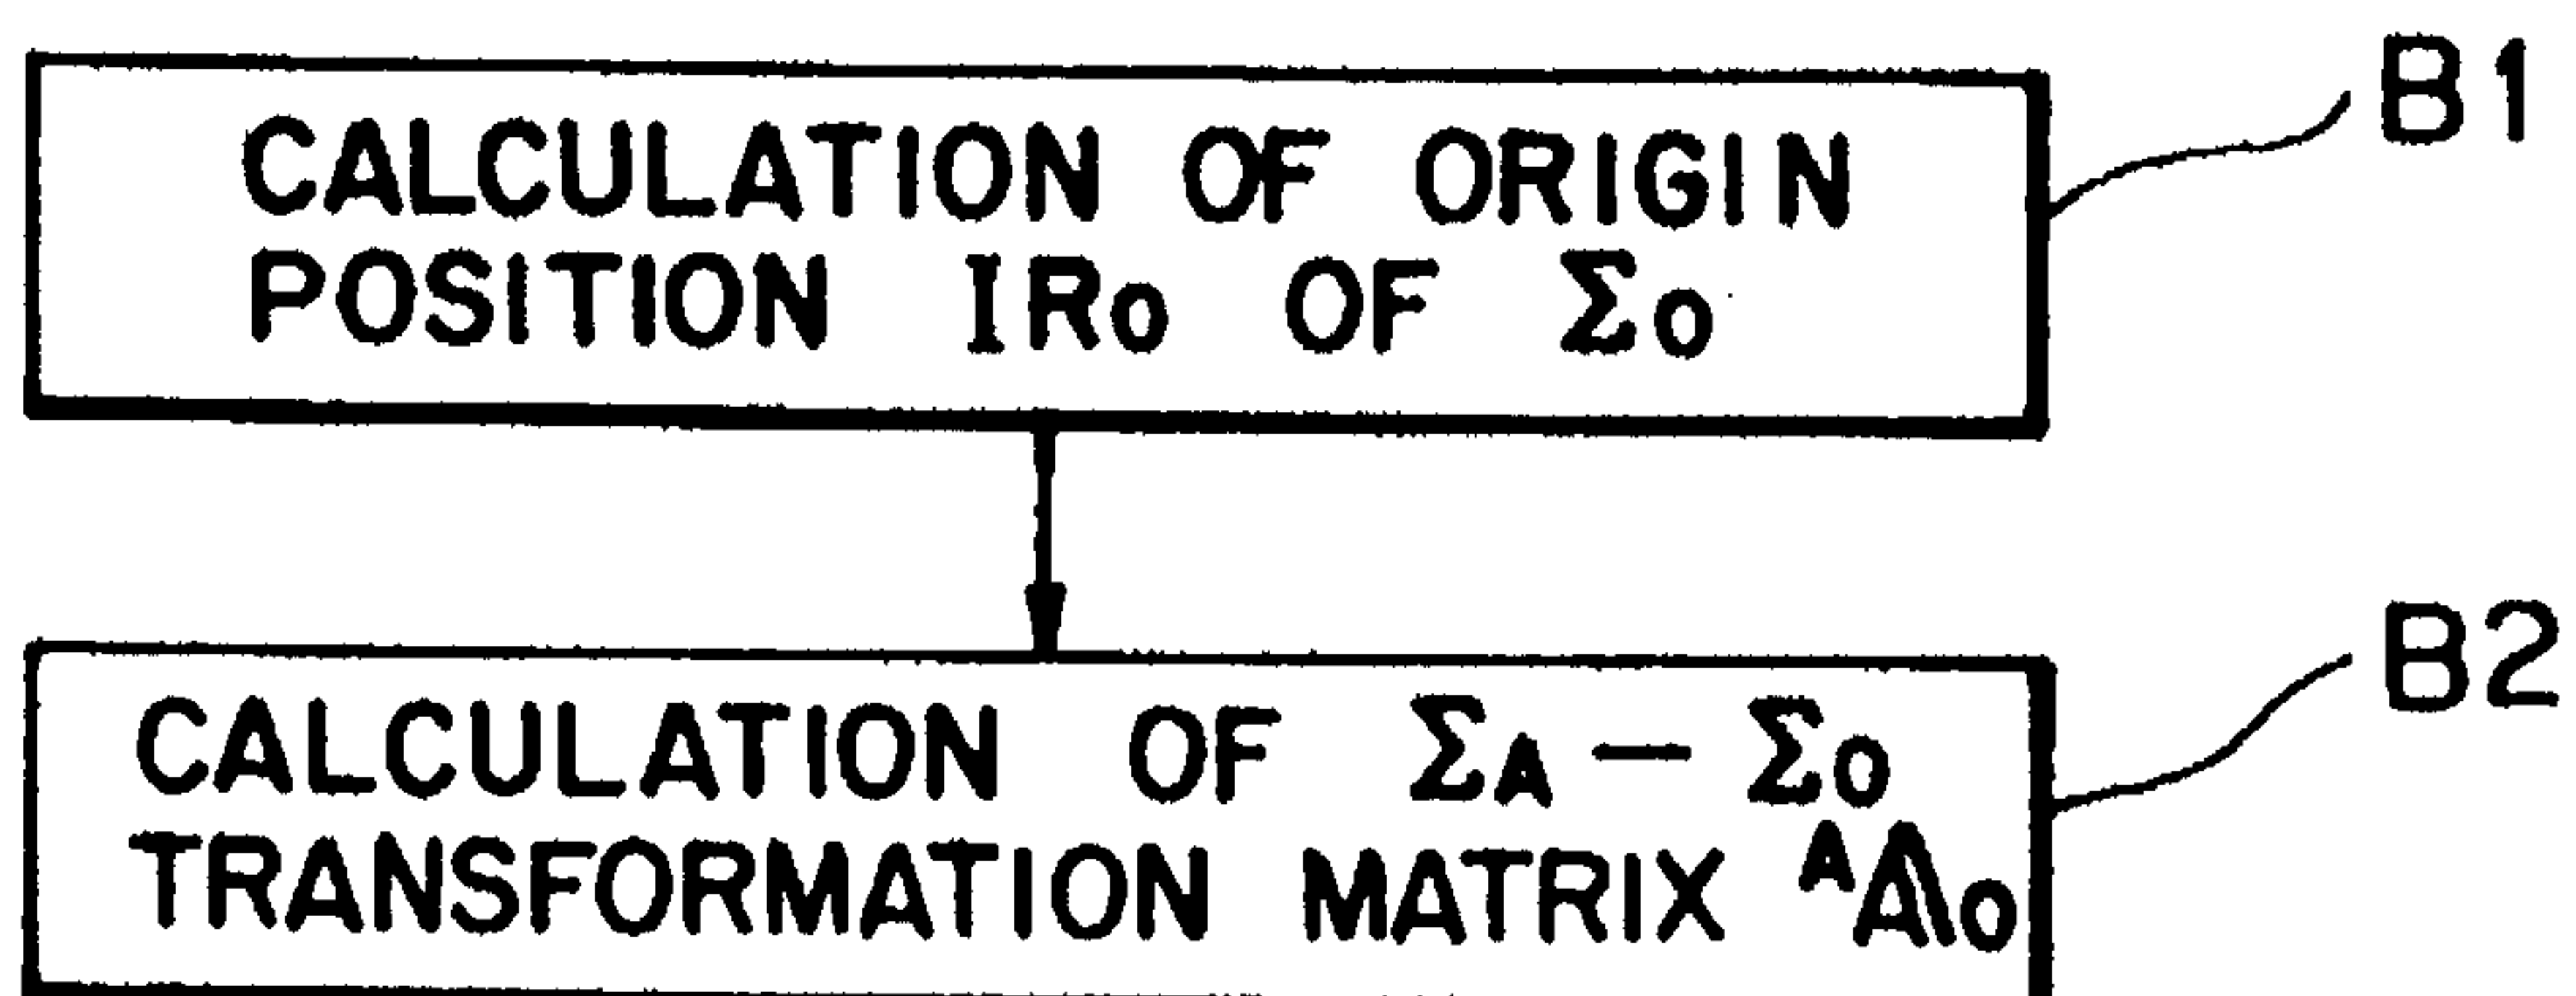 CALCULATION OF ORIGIN
POSITION IRo OF Σo
B1
CALCULATION OF ΣA – Σo
TRANSFORMATION MATRIX ᴬ𝔸o
B2